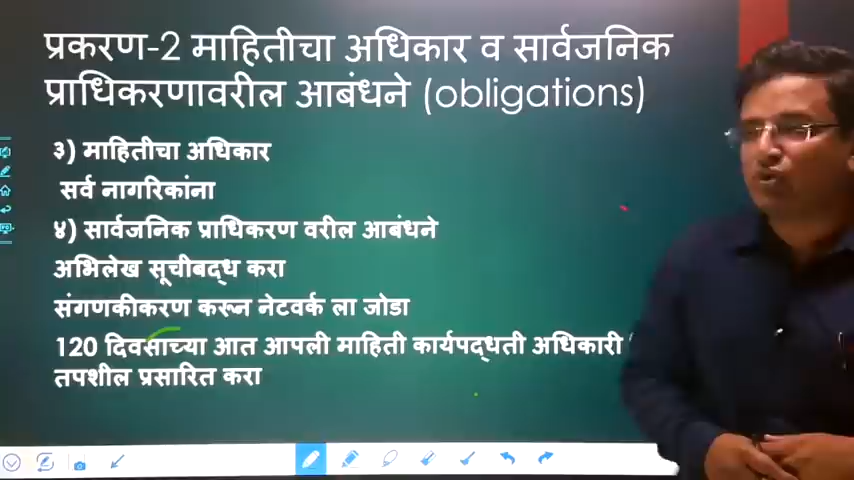 प्रकरण-2 माहितीचा अधिकार व सार्वजनिक
प्राधिकरणावरील आबंधने (obligations)
३) माहितीचा अधिकार
सर्व नागरिकांना
४) सार्वजनिक प्राधिकरण वरील आबंधने
अभिलेख सूचीबद्ध करा
संगणकीकरण करून नेटवर्क ला जोडा
120 दिवसाच्या आत आपली माहिती कार्यपद्धती अधिकारी
तपशील प्रसारित करा